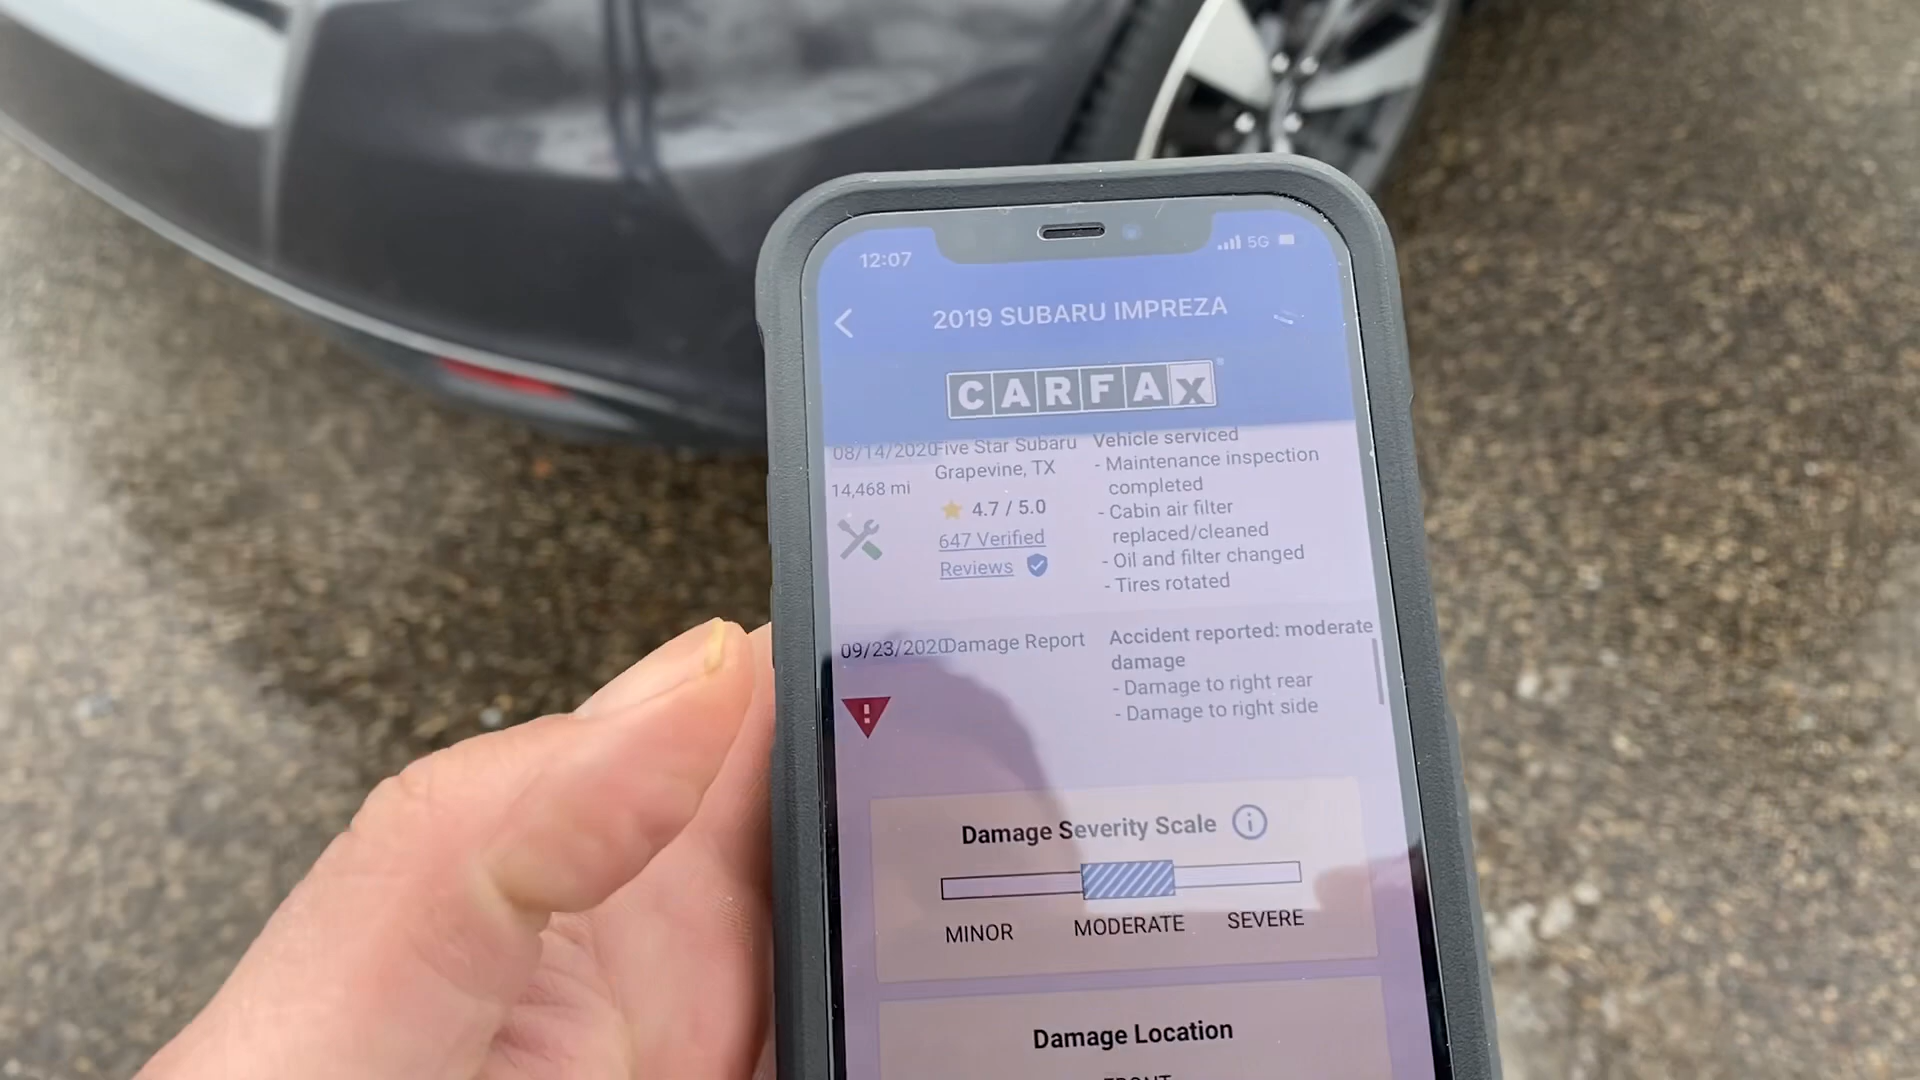 12:07
5G
2019 SUBARU IMPREZA
CARFAX
08/14/2020
14,468 mi
Five Star Subaru
Grapevine, TX
4.7 / 5.0
647 Verified
Reviews
Vehicle serviced
- Maintenance inspection
completed
- Cabin air filter
replaced/cleaned
- Oil and filter changed
- Tires rotated
09/23/2020
Damage Report
Accident reported: moderate
damage
- Damage to right rear
- Damage to right side
Damage Severity Scale
MINOR MODERATE SEVERE
Damage Location
FRONT